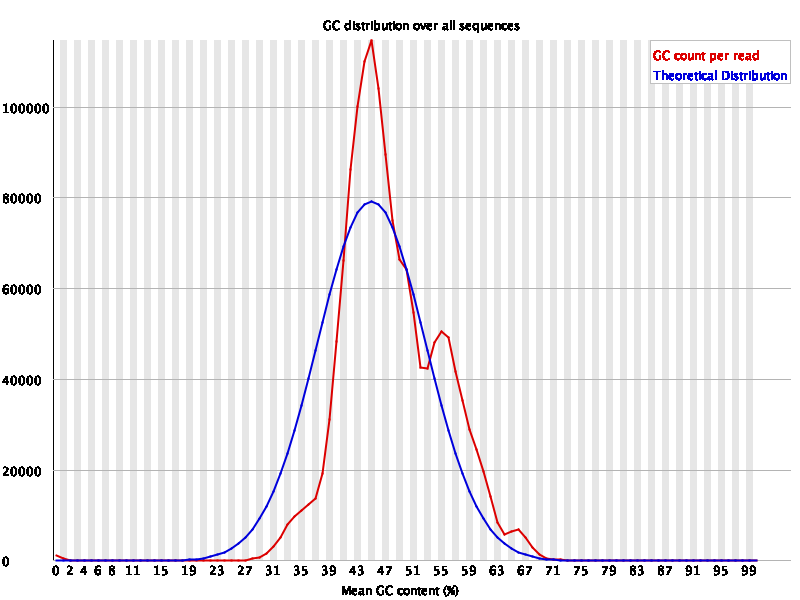 GC distribution over all sequences
GC count per read
Theoretical Distribution
100000
80000
60000
40000
20000
0
0 2 4 6 8 11 15 19 23 27 31 35 39 43 47 51 55 59 63 67 71 75 79 83 87 91 95 99
Mean GC content (%)